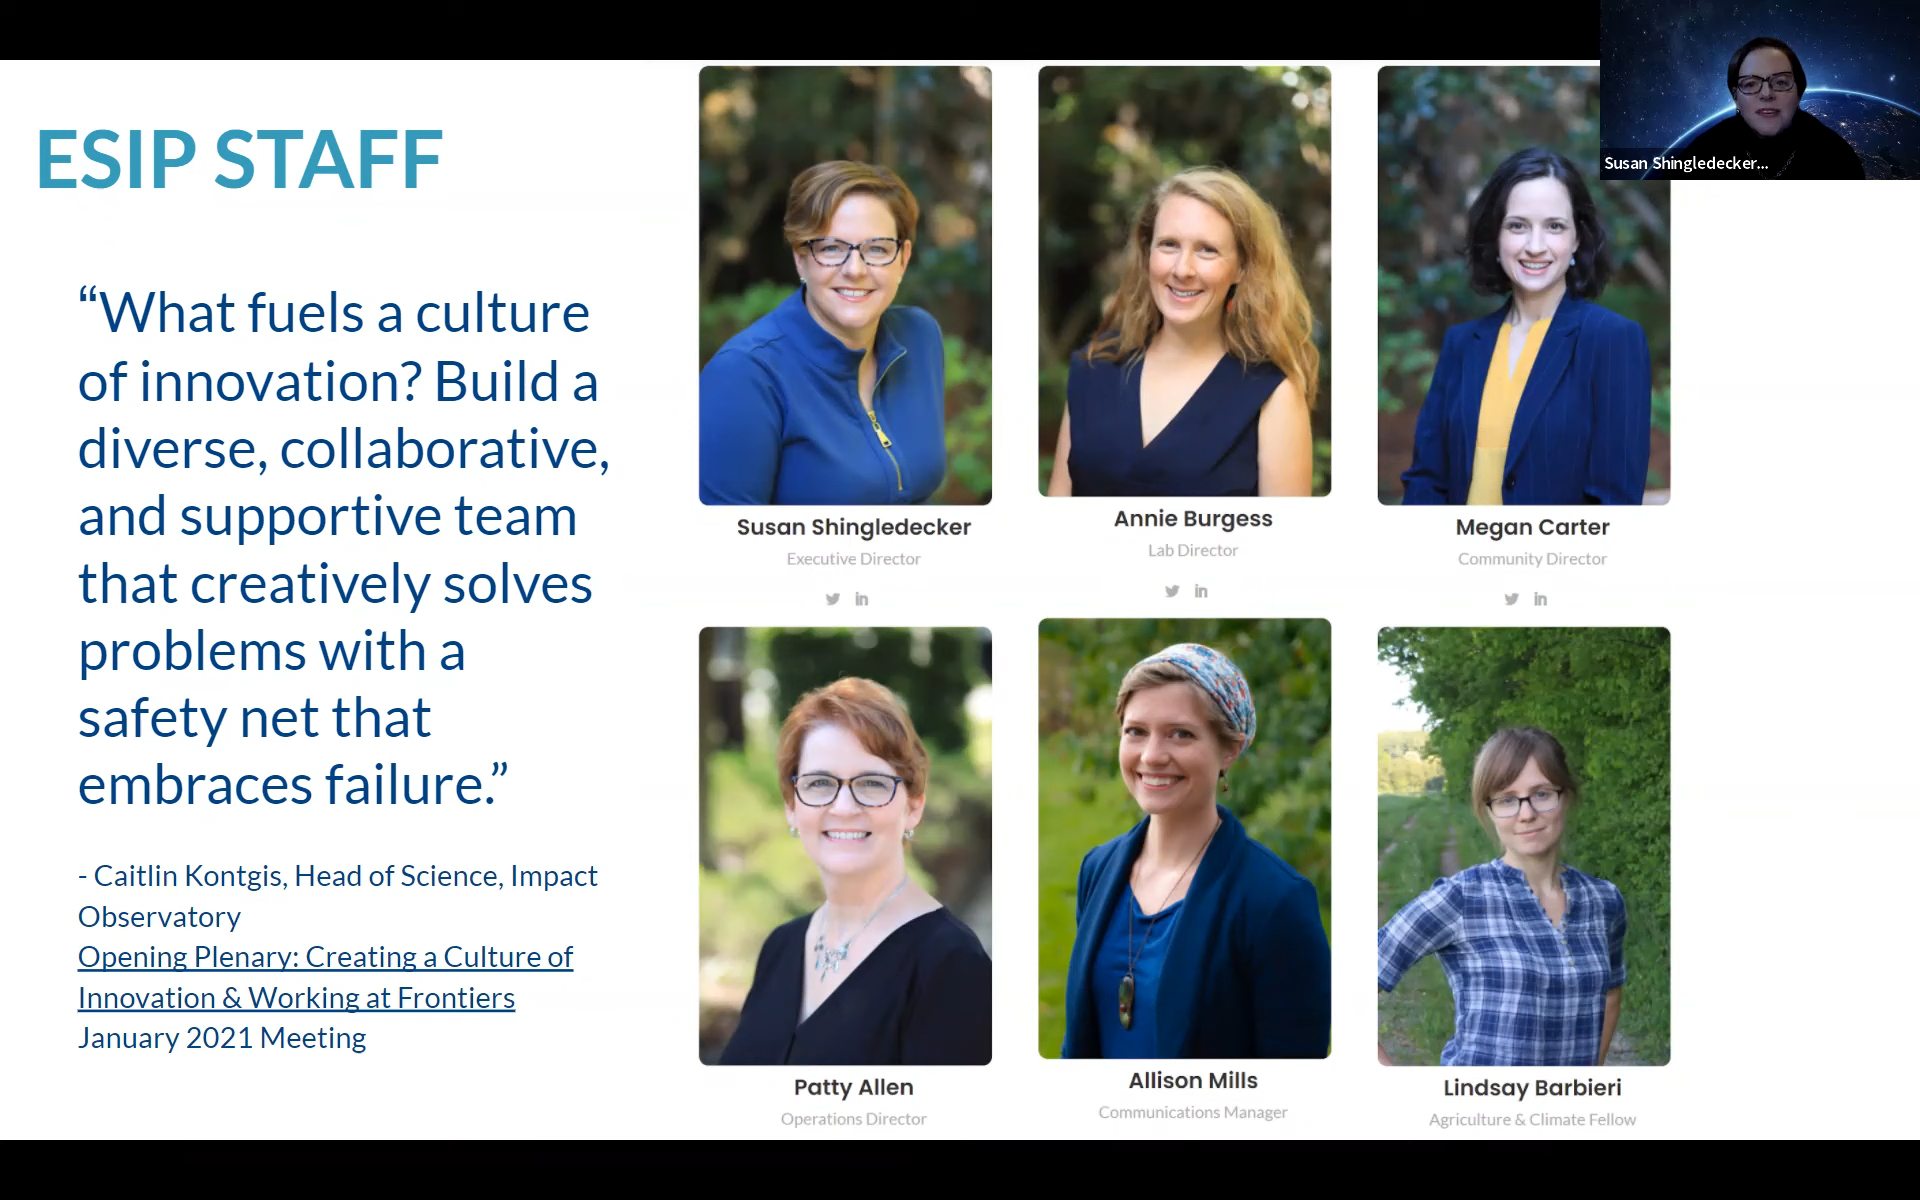 ESIP STAFF
“What fuels a culture
of innovation? Build a
diverse, collaborative,
and supportive team
that creatively solves
problems with a
safety net that
embraces failure.”
- Caitlin Kontgis, Head of Science, Impact
Observatory
Opening Plenary: Creating a Culture of
Innovation & Working at Frontiers
January 2021 Meeting
Susan Shingledecker
Executive Director
Annie Burgess
Lab Director
Megan Carter
Community Director
Patty Allen
Operations Director
Allison Mills
Communications Manager
Lindsay Barbieri
Agriculture & Climate Fellow
Susan Shingledecker...